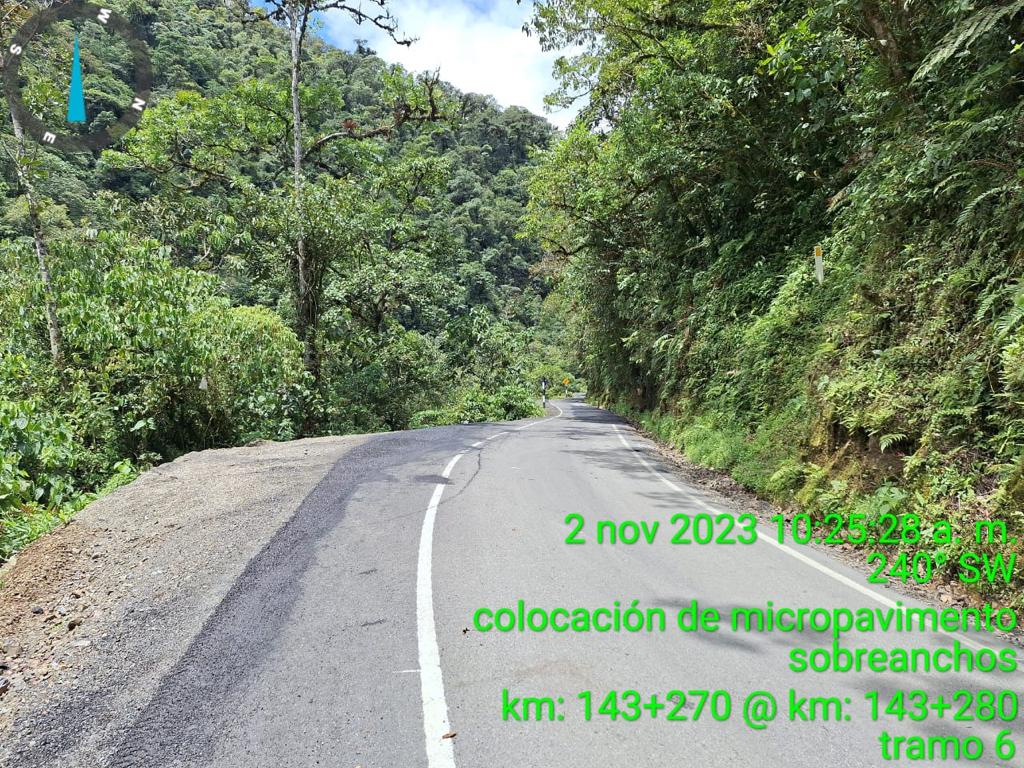 S
W
N
E
2 nov 2023 10:25:28 a. m.
240° SW
colocación de micropavimento
sobreanchos
km: 143+270 @ km: 143+280
tramo 6